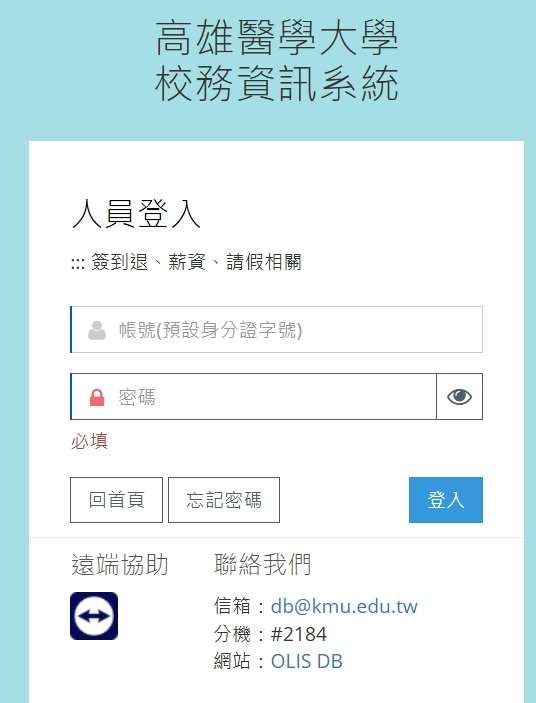 高雄醫學大學
校務資訊系統
人員登入
::: 簽到退、薪資、請假相關
帳號(預設身分證字號)
密碼
必填
回首頁 忘記密碼 登入
遠端協助 聯絡我們
信箱：db@kmu.edu.tw
分機：#2184
網站：OLIS DB